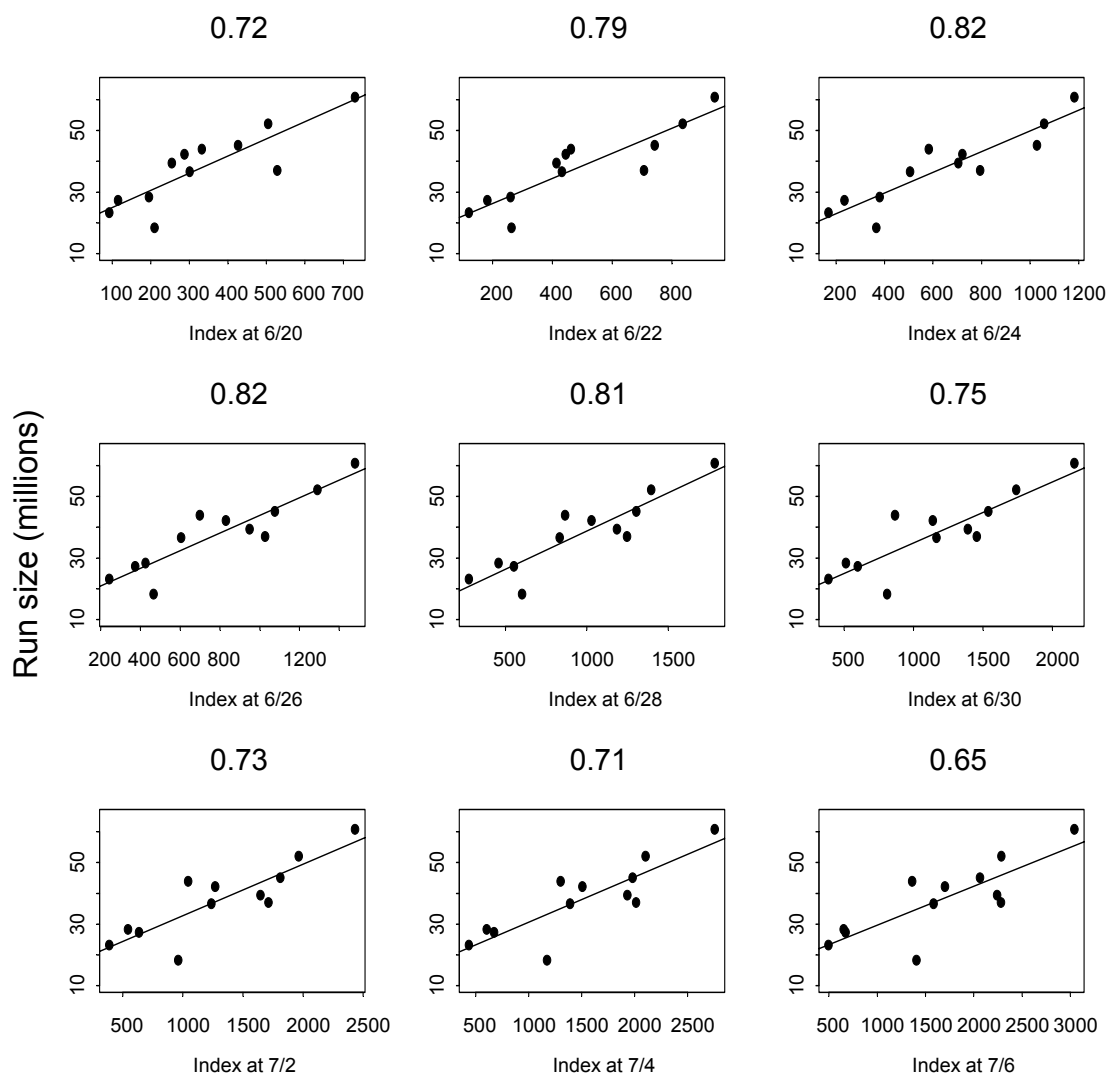 0.72
0.79
0.82
10 30 50
100 200 300 400 500 600 700
Index at 6/20
10 30 50
200 400 600 800
Index at 6/22
10 30 50
200 400 600 800 1000 1200
Index at 6/24
Run size (millions)
0.82
0.81
0.75
10 30 50
200 400 600 800 1200
Index at 6/26
10 30 50
500 1000 1500
Index at 6/28
10 30 50
500 1000 1500 2000
Index at 6/30
0.73
0.71
0.65
10 30 50
500 1000 1500 2000 2500
Index at 7/2
10 30 50
500 1000 1500 2000 2500
Index at 7/4
10 30 50
500 1000 1500 2000 2500 3000
Index at 7/6